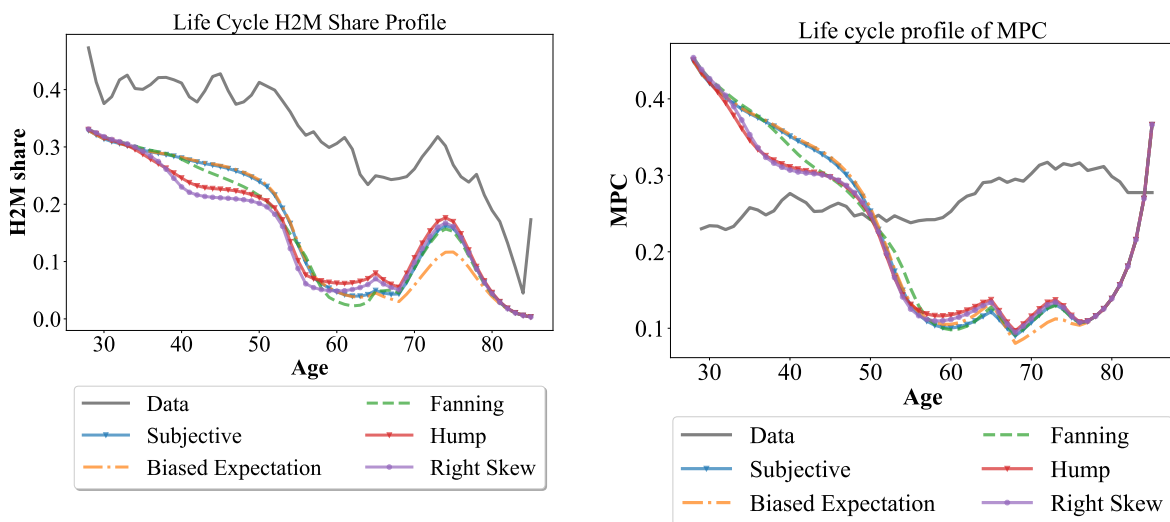 Life Cycle H2M Share Profile
H2M share
0.4
0.3
0.2
0.1
0.0
30 40 50 60 70 80
Age
Data Fanning
Subjective Hump
Biased Expectation Right Skew
Life cycle profile of MPC
MPC
0.4
0.3
0.2
0.1
30 40 50 60 70 80
Age
Data Fanning
Subjective Hump
Biased Expectation Right Skew